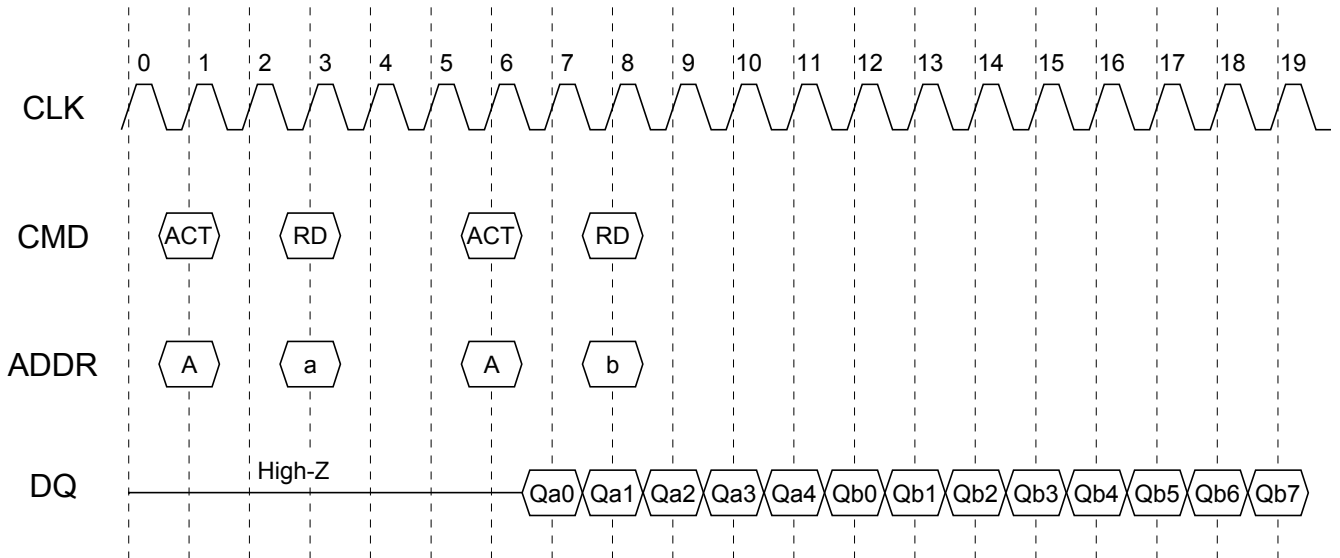 0 1 2 3 4 5 6 7 8 9 10 11 12 13 14 15 16 17 18 19
CLK
CMD ACT RD ACT RD
ADDR A a A b
High-Z
DQ Qa0 Qa1 Qa2 Qa3 Qa4 Qb0 Qb1 Qb2 Qb3 Qb4 Qb5 Qb6 Qb7